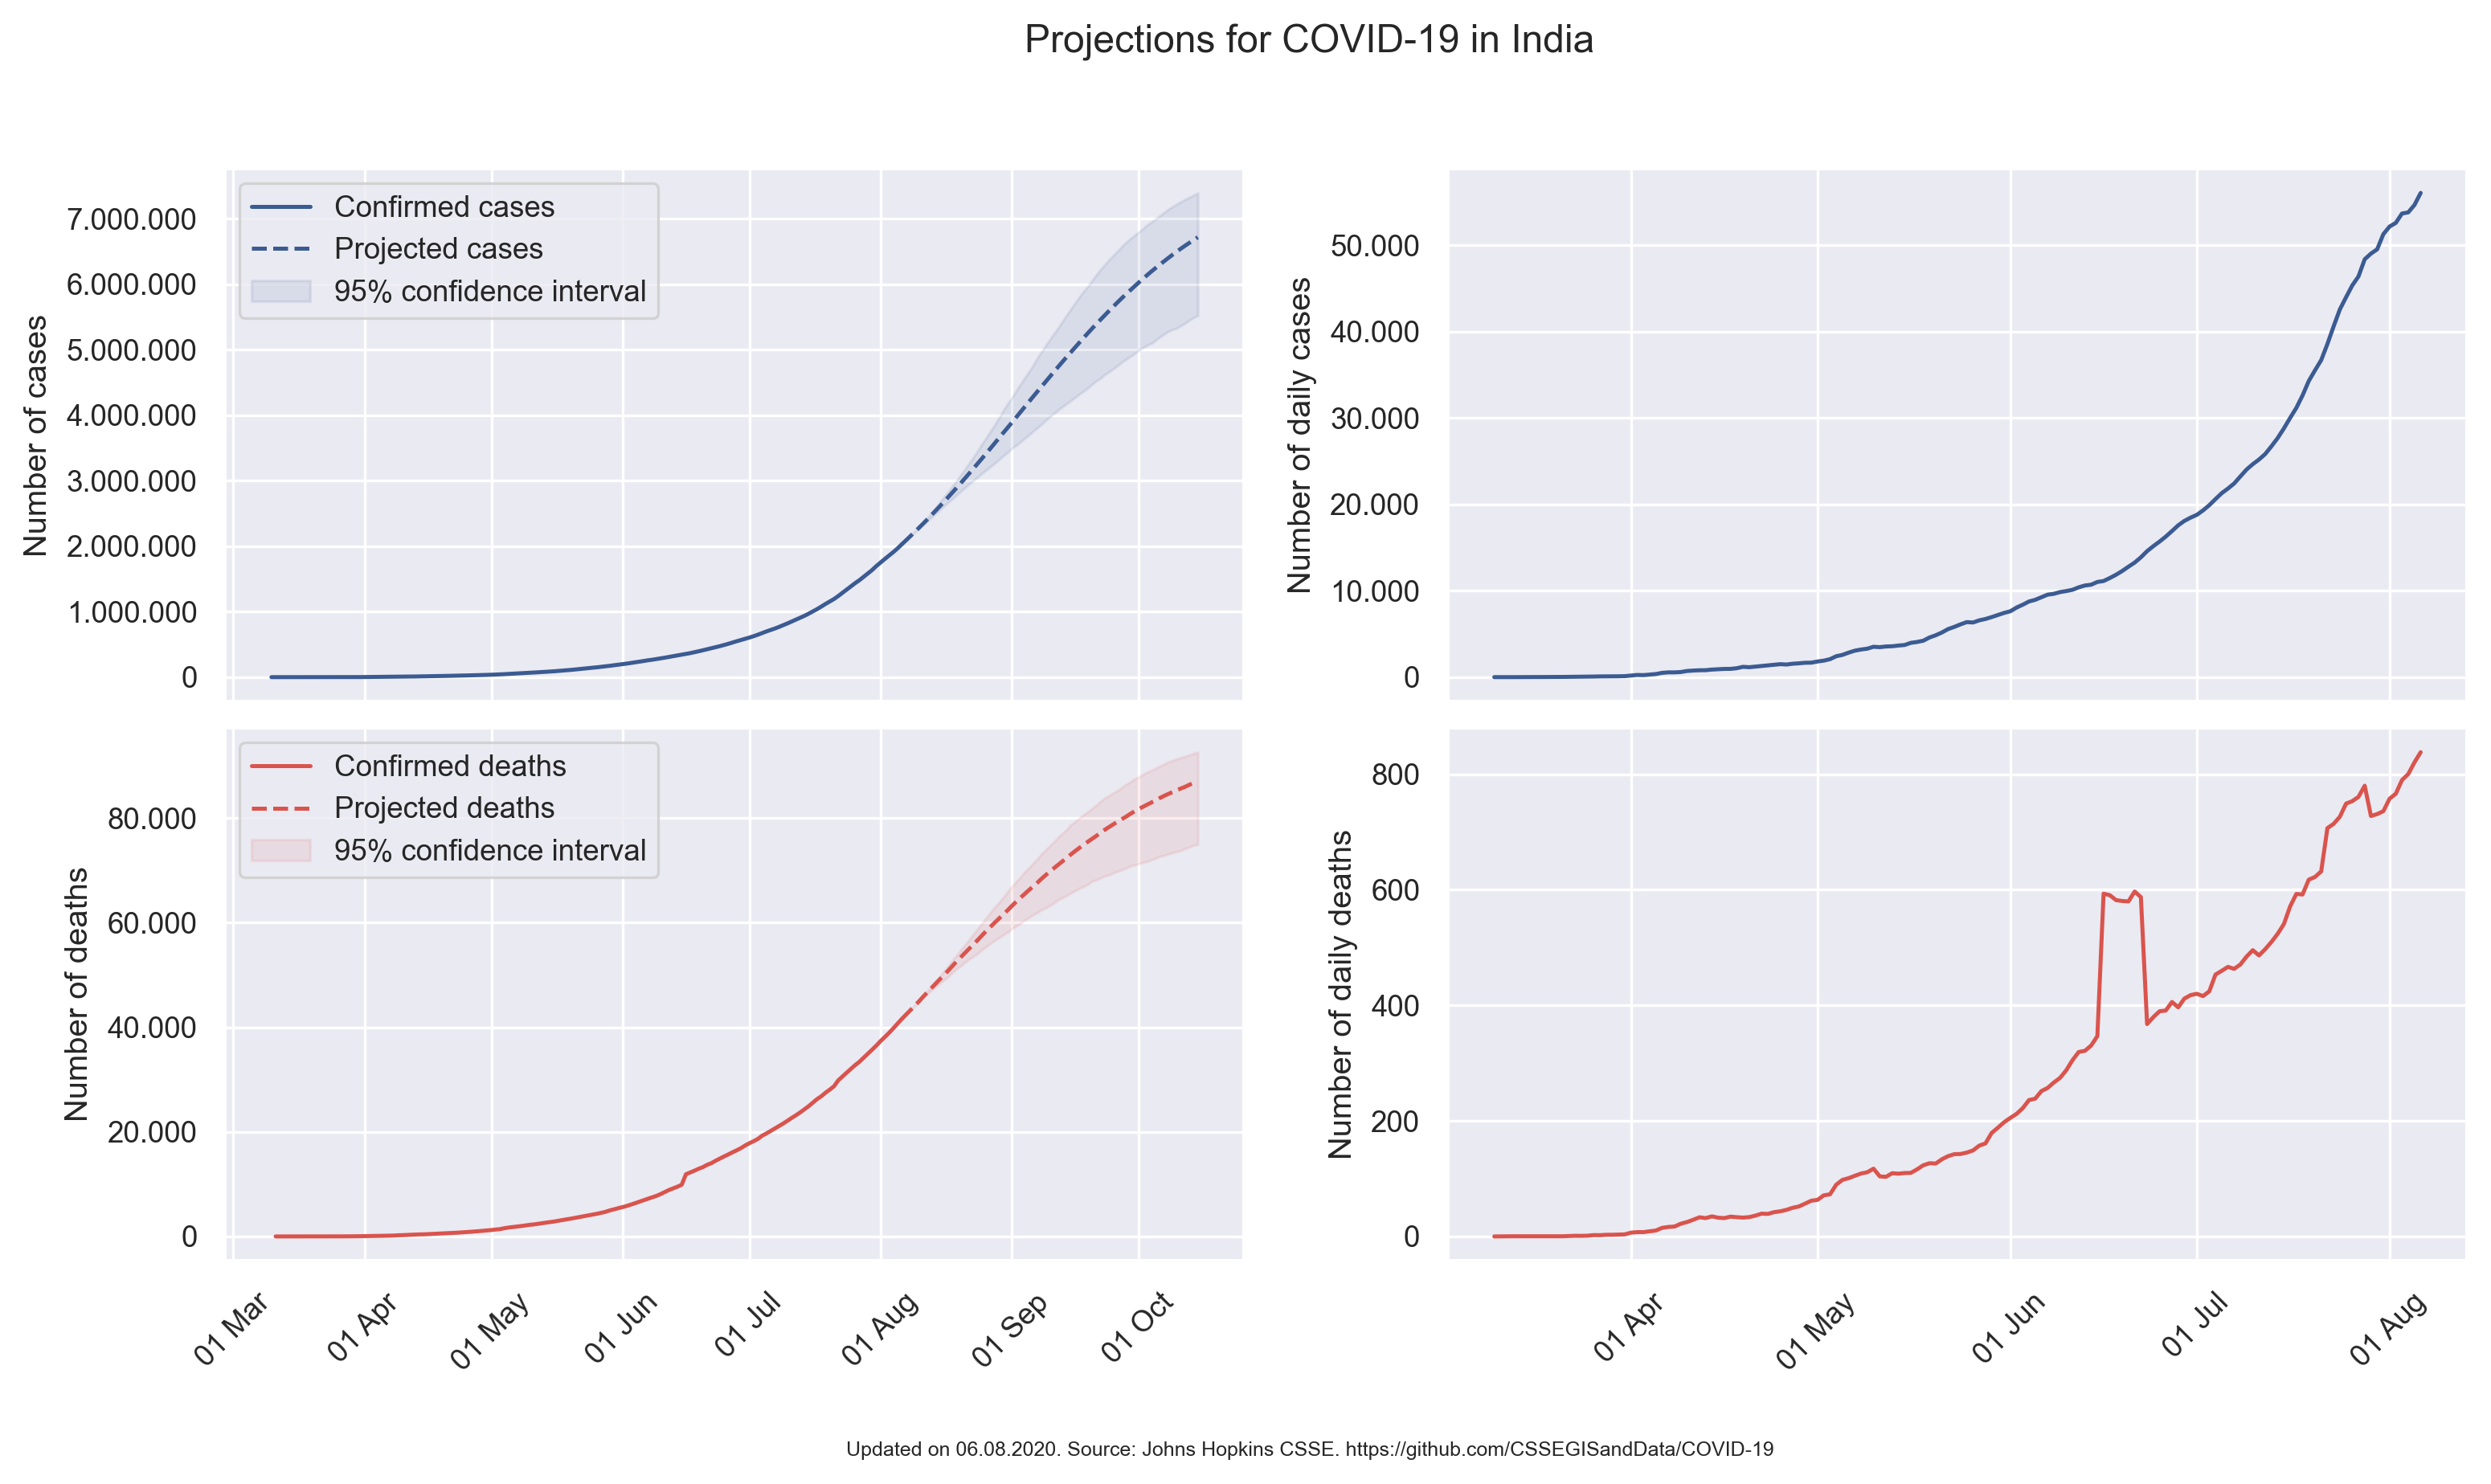 Projections for COVID-19 in India
Number of cases
7.000.000
6.000.000
5.000.000
4.000.000
3.000.000
2.000.000
1.000.000
0
Confirmed cases
Projected cases
95% confidence interval
Number of daily cases
50.000
40.000
30.000
20.000
10.000
0
Number of deaths
80.000
60.000
40.000
20.000
0
Confirmed deaths
Projected deaths
95% confidence interval
01 Mar
01 Apr
01 May
01 Jun
01 Jul
01 Aug
01 Sep
01 Oct
Number of daily deaths
800
600
400
200
0
01 Apr
01 May
01 Jun
01 Jul
01 Aug
Updated on 06.08.2020. Source: Johns Hopkins CSSE. https://github.com/CSSEGISandData/COVID-19